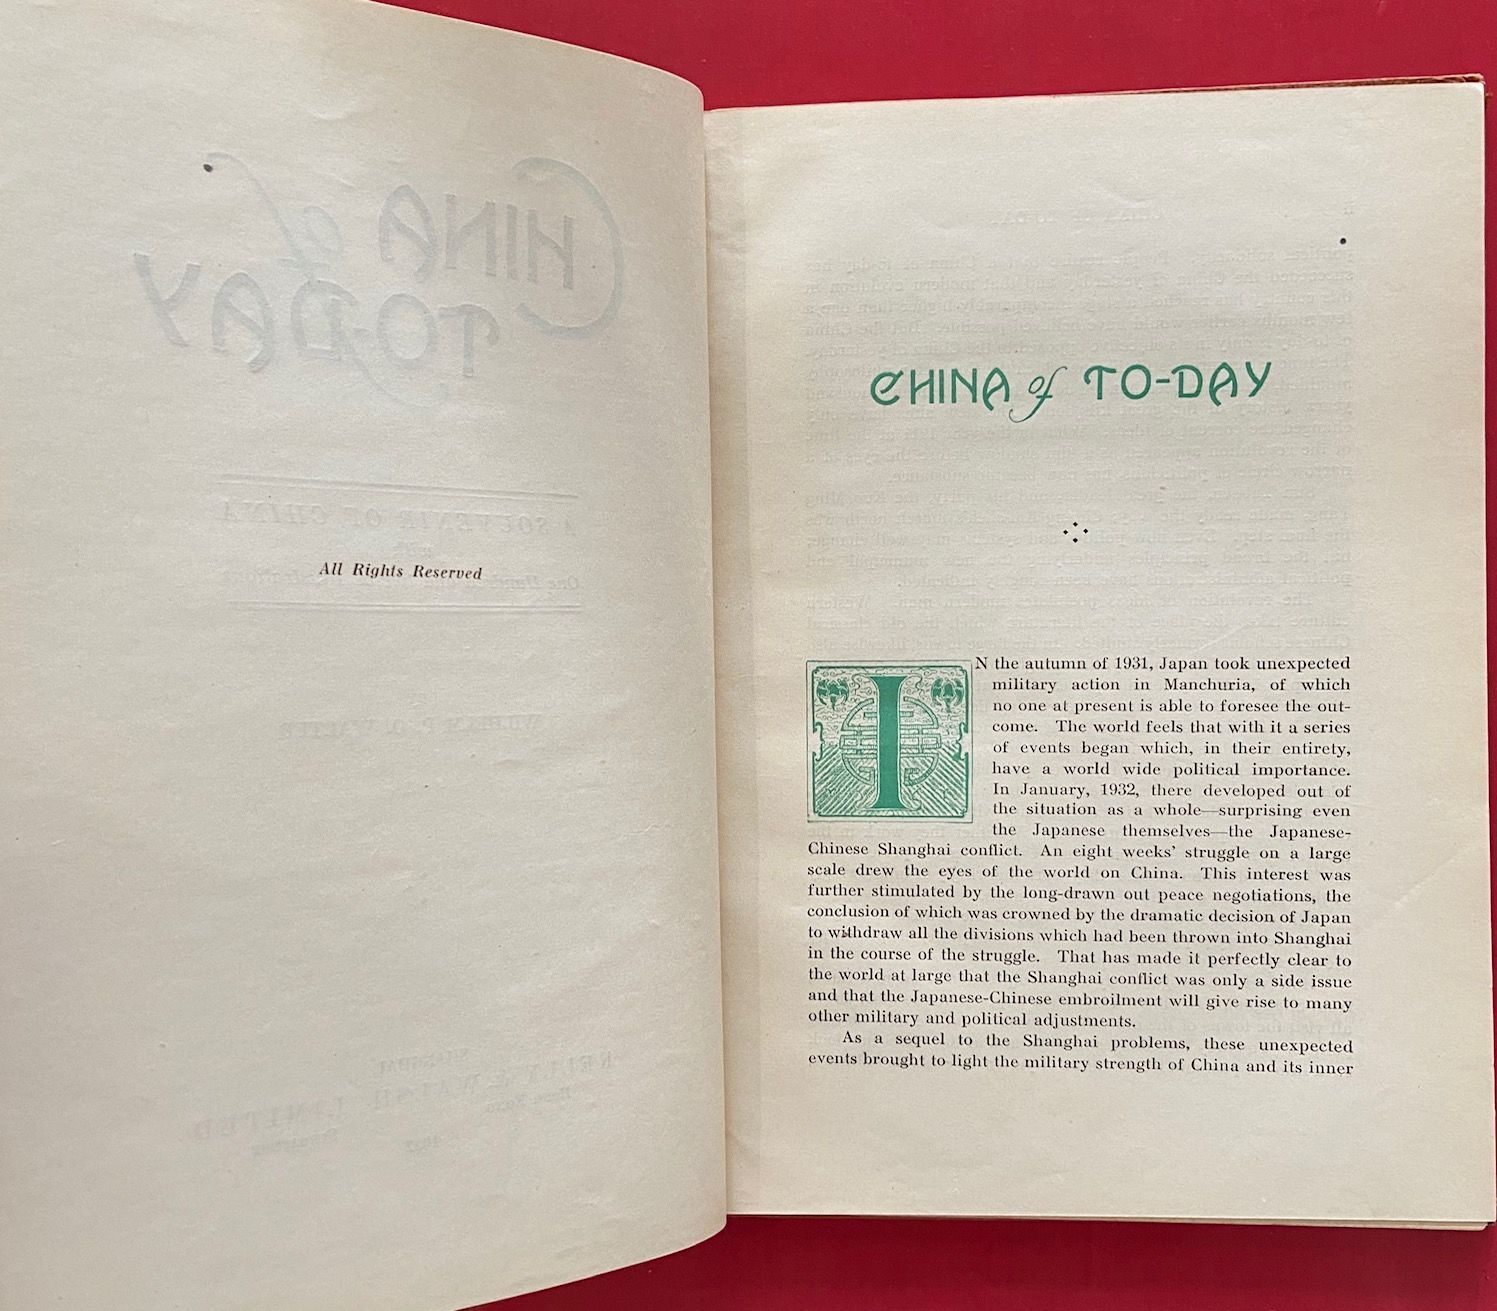 All Rights Reserved
CHINA of TO-DAY
IN the autumn of 1931, Japan took unexpected
military action in Manchuria, of which
no one at present is able to foresee the out-
come. The world feels that with it a series
of events began which, in their entirety,
have a world wide political importance.
In January, 1932, there developed out of
the situation as a whole—surprising even
the Japanese themselves—the Japanese-
Chinese Shanghai conflict. An eight weeks' struggle on a large
scale drew the eyes of the world on China. This interest was
further stimulated by the long-drawn out peace negotiations, the
conclusion of which was crowned by the dramatic decision of Japan
to withdraw all the divisions which had been thrown into Shanghai
in the course of the struggle. That has made it perfectly clear to
the world at large that the Shanghai conflict was only a side issue
and that the Japanese-Chinese embroilment will give rise to many
other military and political adjustments.
As a sequel to the Shanghai problems, these unexpected
events brought to light the military strength of China and its inner